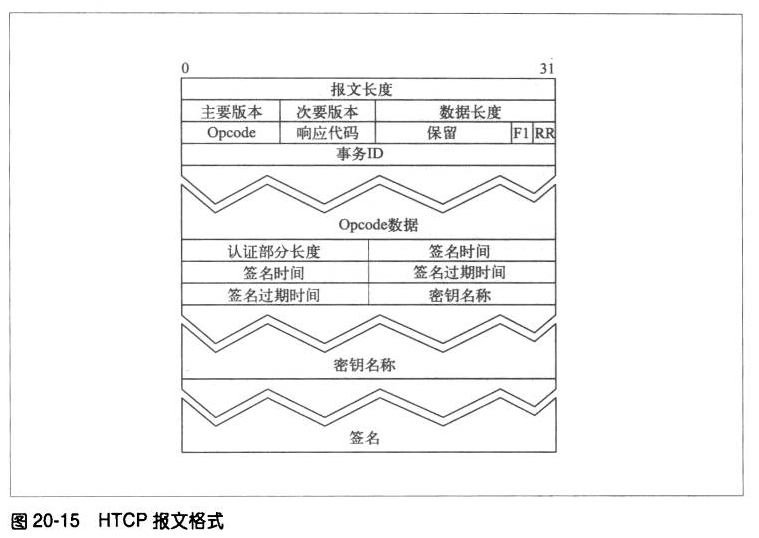 0 31
报文长度
主要版本 次要版本 数据长度
Opcode 响应代码 保留 F1 RR
事务ID
Opcode数据
认证部分长度 签名时间
签名时间 签名过期时间
签名过期时间 密钥名称
密钥名称
签名
图 20-15 HTCP 报文格式